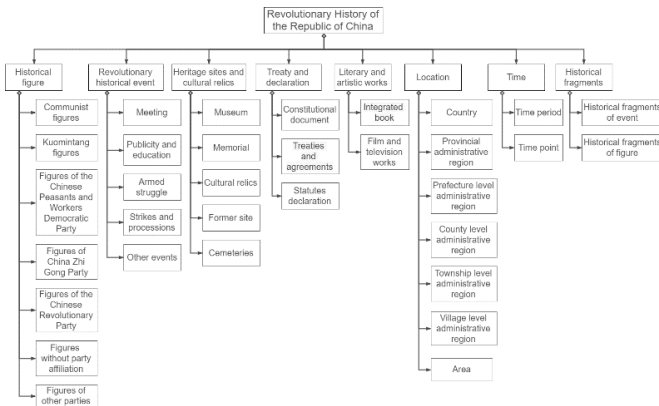 Revolutionary History of
the Republic of China
Historical
figure
Revolutionary
historical event
Heritage sites and
cultural relics
Treaty and
declaration
Literary and
artistic works
Location
Time
Historical
fragments
Communist
figures
Kuomintang
figures
Figures of the
Chinese
Peasants and
Workers
Democratic
Party
Figures of
China Zhi
Gong Party
Figures of the
Chinese
Revolutionary
Party
Figures
without party
affiliation
Figures of
other parties
Meeting
Publicity and
education
Armed
struggle
Strikes and
processions
Other events
Museum
Memorial
Cultural relics
Former site
Cemeteries
Constitutional
document
Treaties
and
agreements
Statutes
declaration
Integrated
book
Film and
television
works
Country
Provincial
administrative
region
Prefecture level
administrative
region
County level
administrative
region
Township level
administrative
region
Village level
administrative
region
Area
Time period
Time point
Historical fragments
of event
Historical fragments
of figure